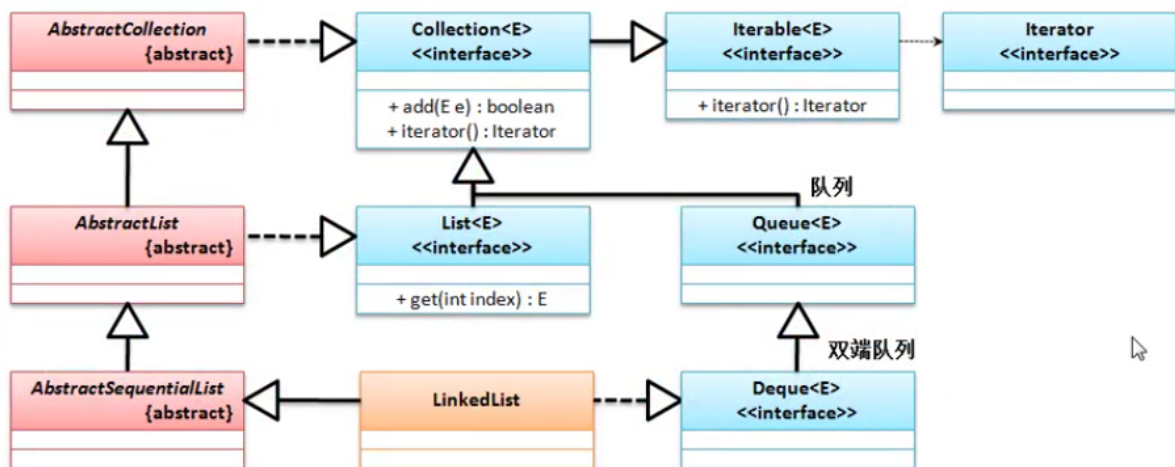 AbstractCollection
{abstract}
Collection<E>
<<interface>>
+ add(E e) : boolean
+ iterator() : Iterator
Iterable<E>
<<interface>>
+ iterator() : Iterator
Iterator
<<interface>>
队列
AbstractList
{abstract}
List<E>
<<interface>>
+ get(int index) : E
Queue<E>
<<interface>>
双端队列
AbstractSequentialList
{abstract}
LinkedList
Deque<E>
<<interface>>